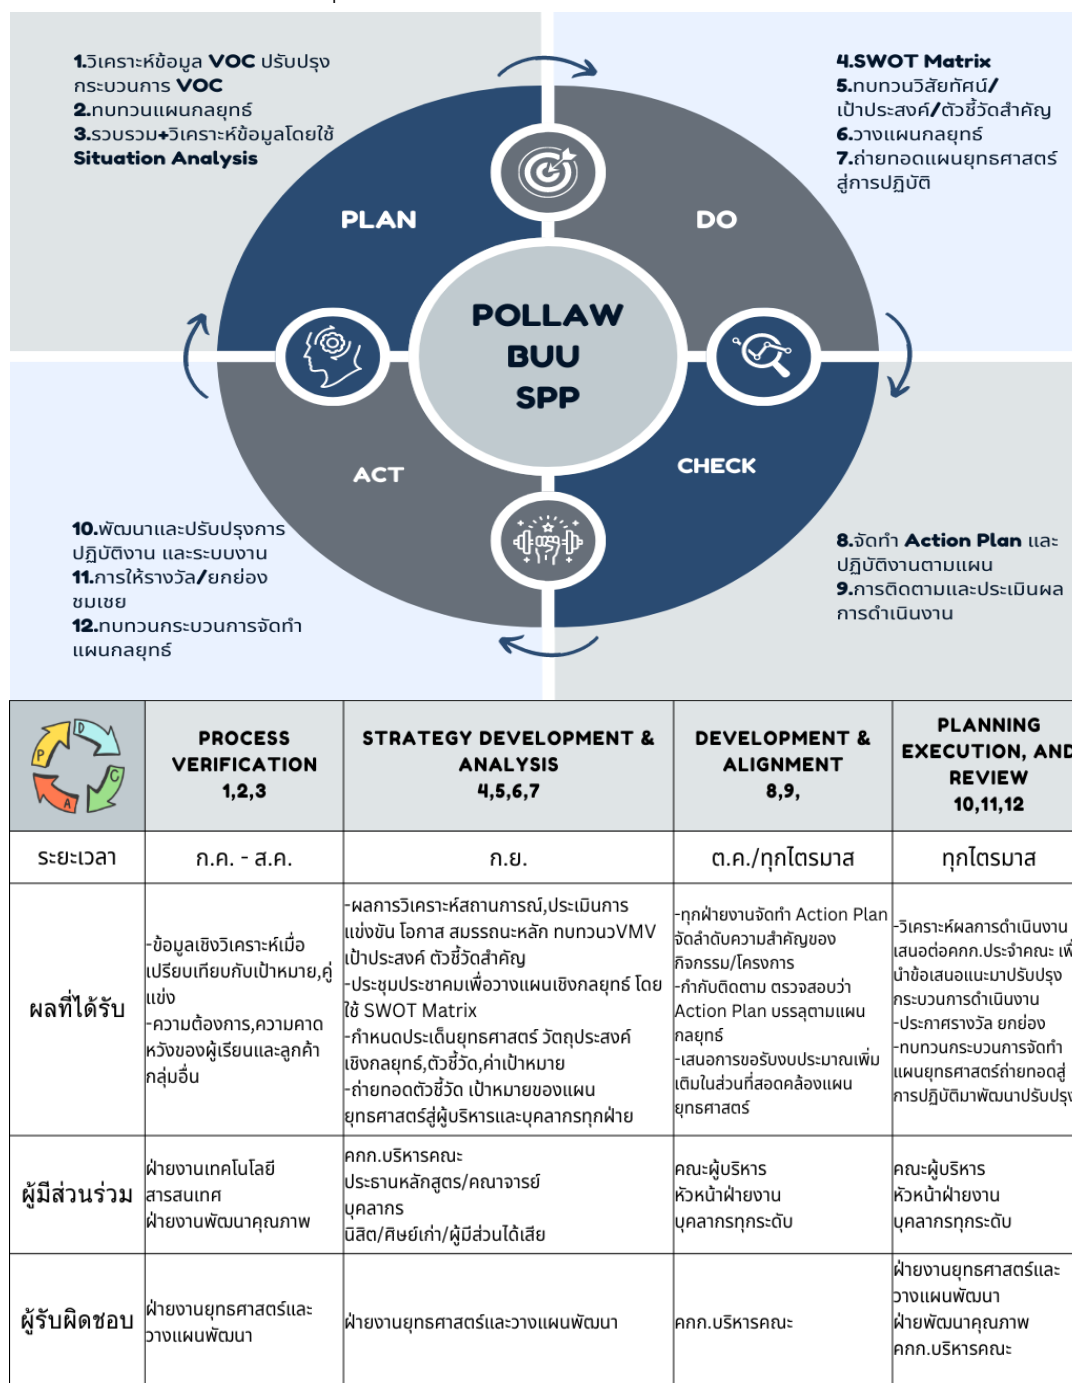 1.วิเคราะห์ข้อมูล VOC ปรับปรุง
กระบวนการ VOC
2.ทบทวนแผนกลยุทธ์
3.รวบรวม+วิเคราะห์ข้อมูลโดยใช้
Situation Analysis
4.SWOT Matrix
5.ทบทวนวิสัยทัศน์/
เป้าประสงค์/ตัวชี้วัดสำคัญ
6.วางแผนกลยุทธ์
7.ถ่ายทอดแผนยุทธศาสตร์
สู่การปฏิบัติ
PLAN
DO
POLLAW
BUU
SPP
ACT
CHECK
10.พัฒนาและปรับปรุงการ
ปฏิบัติงาน และระบบงาน
11.การให้รางวัล/ยกย่อง
ชมเชย
12.ทบทวนกระบวนการจัดทำ
แผนกลยุทธ์
8.จัดทำ Action Plan และ
ปฏิบัติงานตามแผน
9.การติดตามและประเมินผล
การดำเนินงาน
P
D
C
A
PROCESS
VERIFICATION
1,2,3
STRATEGY DEVELOPMENT &
ANALYSIS
4,5,6,7
DEVELOPMENT &
ALIGNMENT
8,9,
PLANNING
EXECUTION, AND
REVIEW
10,11,12
ระยะเวลา
ก.ค. - ส.ค.
ก.ย.
ต.ค./ทุกไตรมาส
ทุกไตรมาส
ผลที่ได้รับ
-ข้อมูลเชิงวิเคราะห์เมื่อ
เปรียบเทียบกับเป้าหมาย,คู่
แข่ง
-ความต้องการ,ความคาด
หวังของผู้เรียนและลูกค้า
กลุ่มอื่น
-ผลการวิเคราะห์สถานการณ์,ประเมินการ
แข่งขัน โอกาส สมรรถนะหลัก ทบทวนวVMV
เป้าประสงค์ ตัวชี้วัดสำคัญ
-ประชุมประชาคมเพื่อวางแผนเชิงกลยุทธ์ โดย
ใช้ SWOT Matrix
-กำหนดประเด็นยุทธศาสตร์ วัตถุประสงค์
เชิงกลยุทธ์,ตัวชี้วัด,ค่าเป้าหมาย
-ถ่ายทอดตัวชี้วัด เป้าหมายของแผน
ยุทธศาสตร์สู่ผู้บริหารและบุคลากรทุกฝ่าย
-ทุกฝ่ายงานจัดทำ Action Plan
จัดลำดับความสำคัญของ
กิจกรรม/โครงการ
-กำกับติดตาม ตรวจสอบว่า
Action Plan บรรลุตามแผน
กลยุทธ์
-เสนอการขอรับงบประมาณเพิ่ม
เติมในส่วนที่สอดคล้องแผน
ยุทธศาสตร์
-วิเคราะห์ผลการดำเนินงาน
เสนอต่อคกก.ประจำคณะ
นำข้อเสนอแนะมาปรับปรุง
กระบวนการดำเนินงาน
-ประกาศรางวัล ยกย่อง
-ทบทวนกระบวนการจัดทำ
แผนยุทธศาสตร์ถ่ายทอดสู่
การปฏิบัติมาพัฒนาปรับปรุง
ผู้มีส่วนร่วม
ฝ่ายงานเทคโนโลยี
สารสนเทศ
ฝ่ายงานพัฒนาคุณภาพ
คกก.บริหารคณะ
ประธานหลักสูตร/คณาจารย์
บุคลากร
นิสิต/ศิษย์เก่า/ผู้มีส่วนได้เสีย
คณะผู้บริหาร
หัวหน้าฝ่ายงาน
บุคลากรทุกระดับ
คณะผู้บริหาร
หัวหน้าฝ่ายงาน
บุคลากรทุกระดับ
ผู้รับผิดชอบ
ฝ่ายงานยุทธศาสตร์และ
วางแผนพัฒนา
ฝ่ายงานยุทธศาสตร์และวางแผนพัฒนา
คกก.บริหารคณะ
ฝ่ายงานยุทธศาสตร์และ
วางแผนพัฒนา
ฝ่ายพัฒนาคุณภาพ
คกก.บริหารคณะ